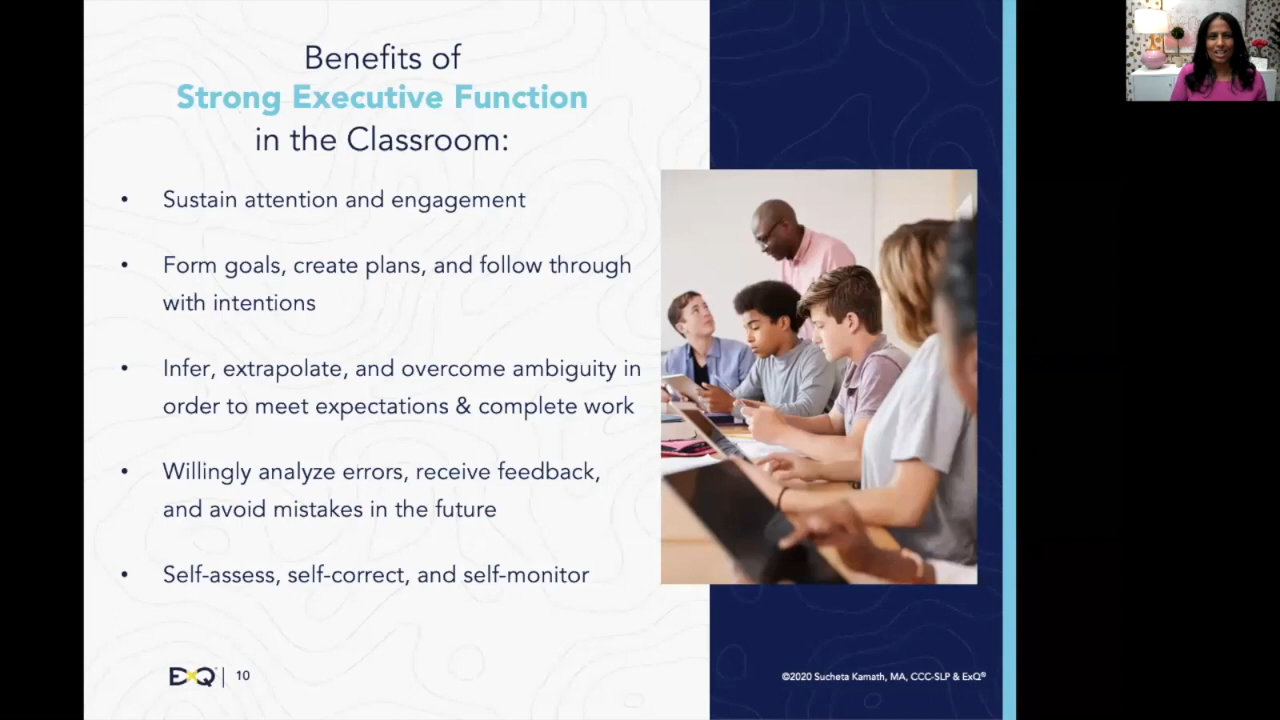 Benefits of
Strong Executive Function
in the Classroom:
• Sustain attention and engagement
• Form goals, create plans, and follow through
with intentions
• Infer, extrapolate, and overcome ambiguity in
order to meet expectations & complete work
• Willingly analyze errors, receive feedback,
and avoid mistakes in the future
• Self-assess, self-correct, and self-monitor
ExQ® | 10
©2020 Sucheta Kamath, MA, CCC-SLP & ExQ®